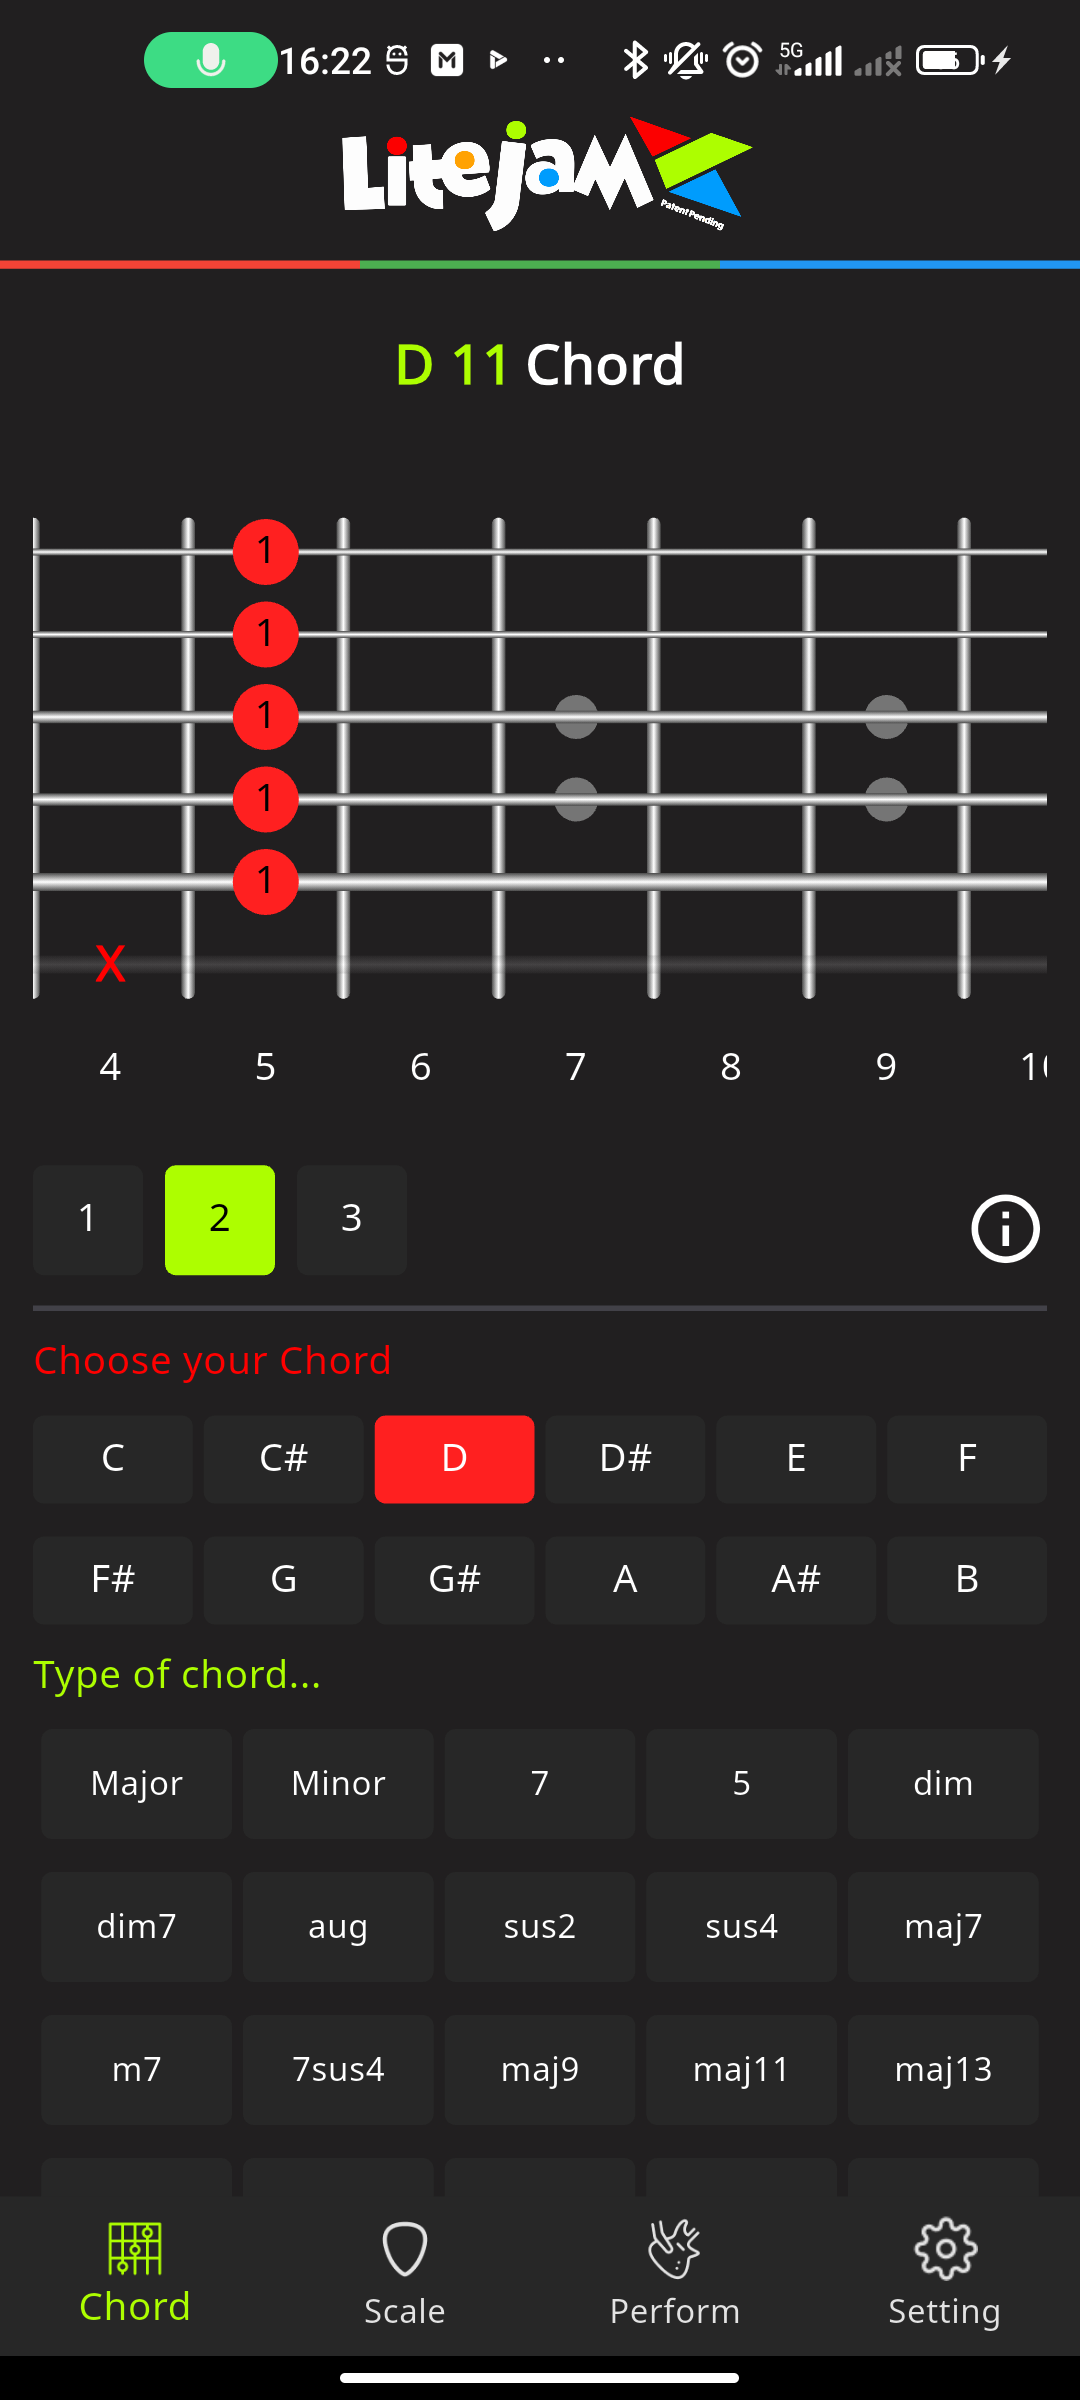 16:22 5G
LiteJam
Patent Pending
D 11 Chord
1
1
1
1
1
X
4 5 6 7 8 9
1 2 3
Choose your Chord
C C# D D# E F
F# G G# A A# B
Type of chord...
Major Minor 7 5 dim
dim7 aug sus2 sus4 maj7
m7 7sus4 maj9 maj11 maj13
Chord Scale Perform Setting